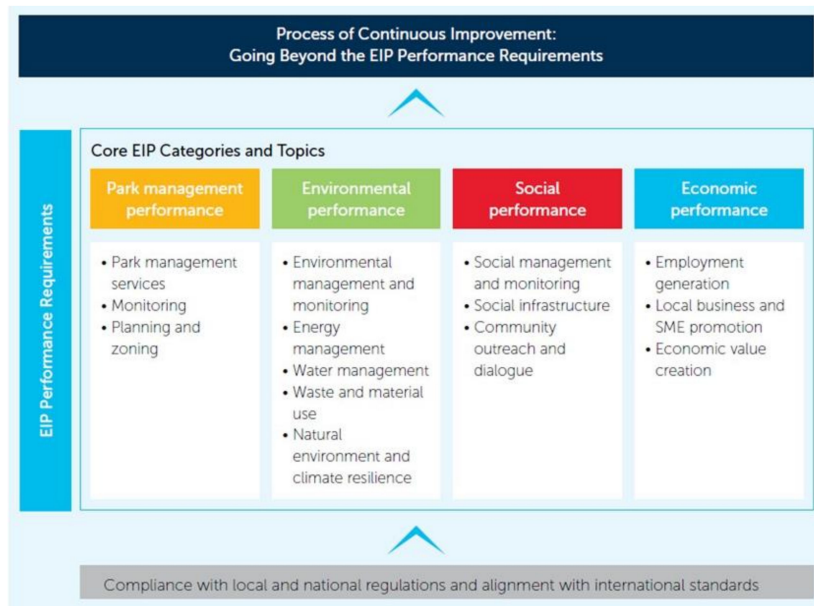 Process of Continuous Improvement:
Going Beyond the EIP Performance Requirements
EIP Performance Requirements
Core EIP Categories and Topics
Park management
performance
• Park management
services
• Monitoring
• Planning and
zoning
Environmental
performance
• Environmental
management and
monitoring
• Energy
management
• Water management
• Waste and material
use
• Natural
environment and
climate resilience
Social
performance
• Social management
and monitoring
• Social infrastructure
• Community
outreach and
dialogue
Economic
performance
• Employment
generation
• Local business and
SME promotion
• Economic value
creation
Compliance with local and national regulations and alignment with international standards